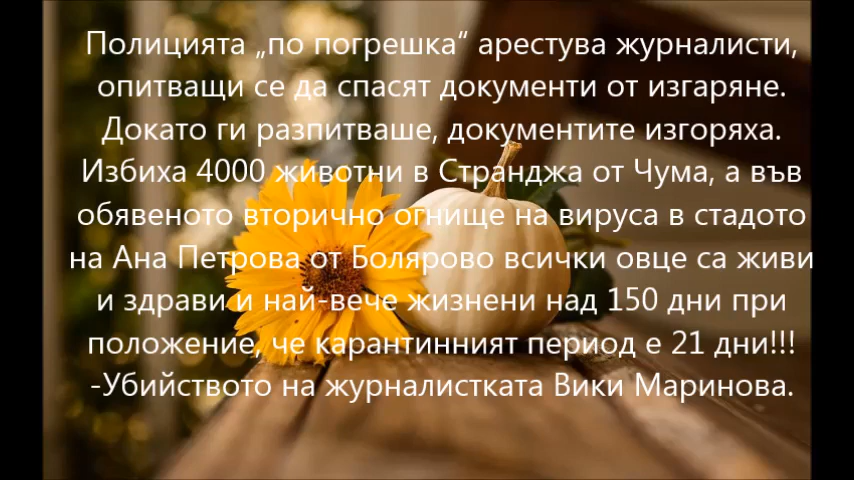 Полицията „по погрешка“ арестува журналисти,
опитващи се да спасят документи от изгаряне.
Докато ги разпитваше, документите изгоряха.
Избиха 4000 животни в Странджа от Чума, а във
обявеното вторично огнище на вируса в стадото
на Ана Петрова от Болярово всички овце са живи
и здрави и най-вече жизнени над 150 дни при
положение, че карантинният период е 21 дни!!!
-Убийството на журналистката Вики Маринова.